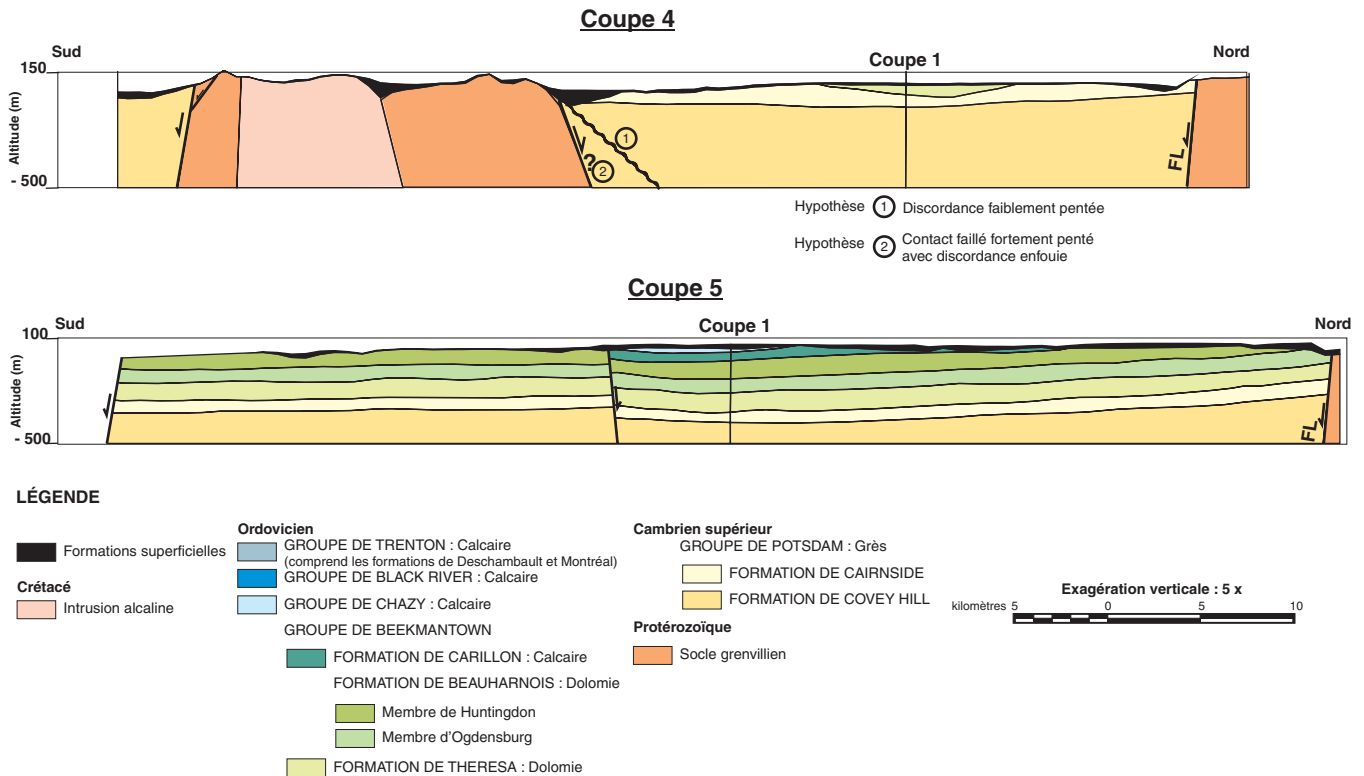 Coupe 4
Sud
Nord
Coupe 1
150
Altitude (m)
- 500
1
?
2
FL
Hypothèse 1 Discordance faiblement pentée
Hypothèse 2 Contact faillé fortement penté
avec discordance enfouie
Coupe 5
Sud
Coupe 1
Nord
100
Altitude (m)
- 500
FL
LÉGENDE
Formations superficielles
Crétacé
Intrusion alcaline
Ordovicien
GROUPE DE TRENTON : Calcaire
(comprend les formations de Deschambault et Montréal)
GROUPE DE BLACK RIVER : Calcaire
GROUPE DE CHAZY : Calcaire
GROUPE DE BEEKMANTOWN
FORMATION DE CARILLON : Calcaire
FORMATION DE BEAUHARNOIS : Dolomie
Membre de Huntingdon
Membre d'Ogdensburg
FORMATION DE THERESA : Dolomie
Cambrien supérieur
GROUPE DE POTSDAM : Grès
FORMATION DE CAIRNSIDE
FORMATION DE COVEY HILL
Protérozoïque
Socle grenvillien
Exagération verticale : 5 x
kilomètres 5 0 5 10